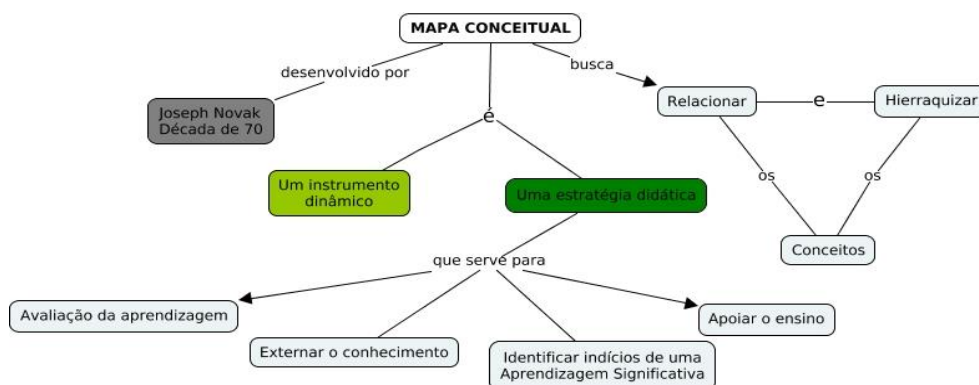 MAPA CONCEITUAL
desenvolvido por
busca
Joseph Novak
Década de 70
Relacionar
e
Hierraquizar
é
Um instrumento
dinâmico
Uma estratégia didática
os
os
Conceitos
que serve para
Avaliação da aprendizagem
Externar o conhecimento
Identificar indícios de uma
Aprendizagem Significativa
Apoiar o ensino